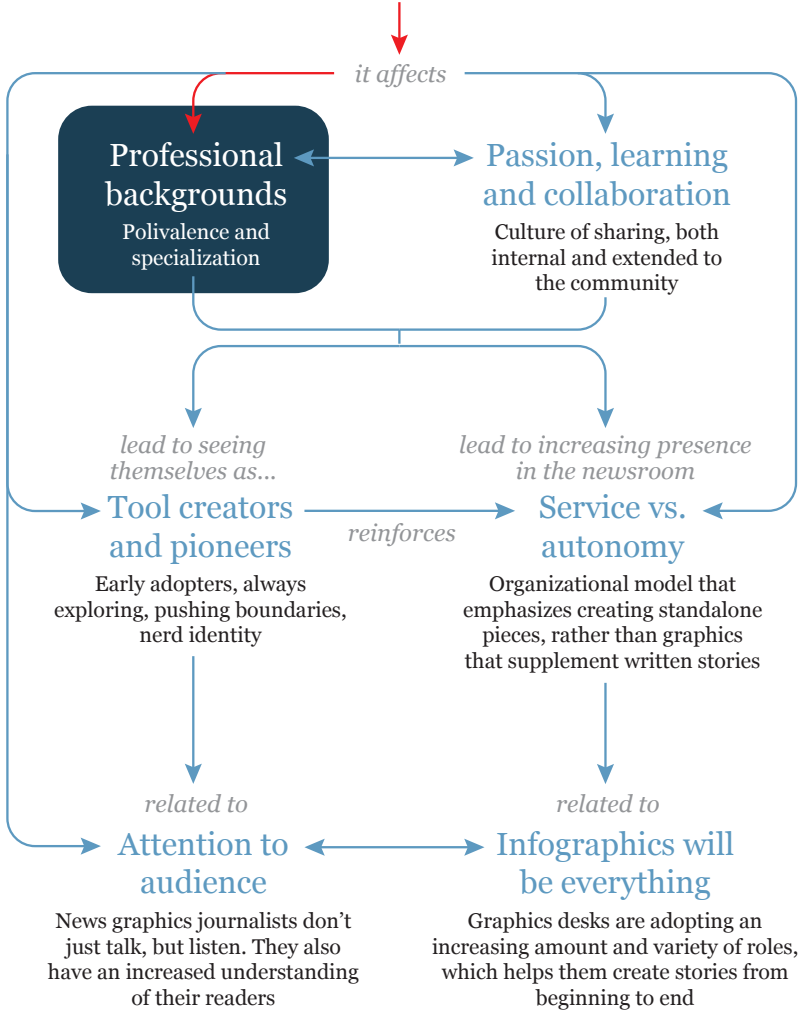 it affects
Professional
backgrounds
Polivalence and
specialization
Passion, learning
and collaboration
Culture of sharing, both
internal and extended to
the community
lead to seeing
themselves as...
Tool creators
and pioneers
Early adopters, always
exploring, pushing boundaries,
nerd identity
reinforces
lead to increasing presence
in the newsroom
Service vs.
autonomy
Organizational model that
emphasizes creating standalone
pieces, rather than graphics
that supplement written stories
related to
Attention to
audience
News graphics journalists don’t
just talk, but listen. They also
have an increased understanding
of their readers
related to
Infographics will
be everything
Graphics desks are adopting an
increasing amount and variety of roles,
which helps them create stories from
beginning to end